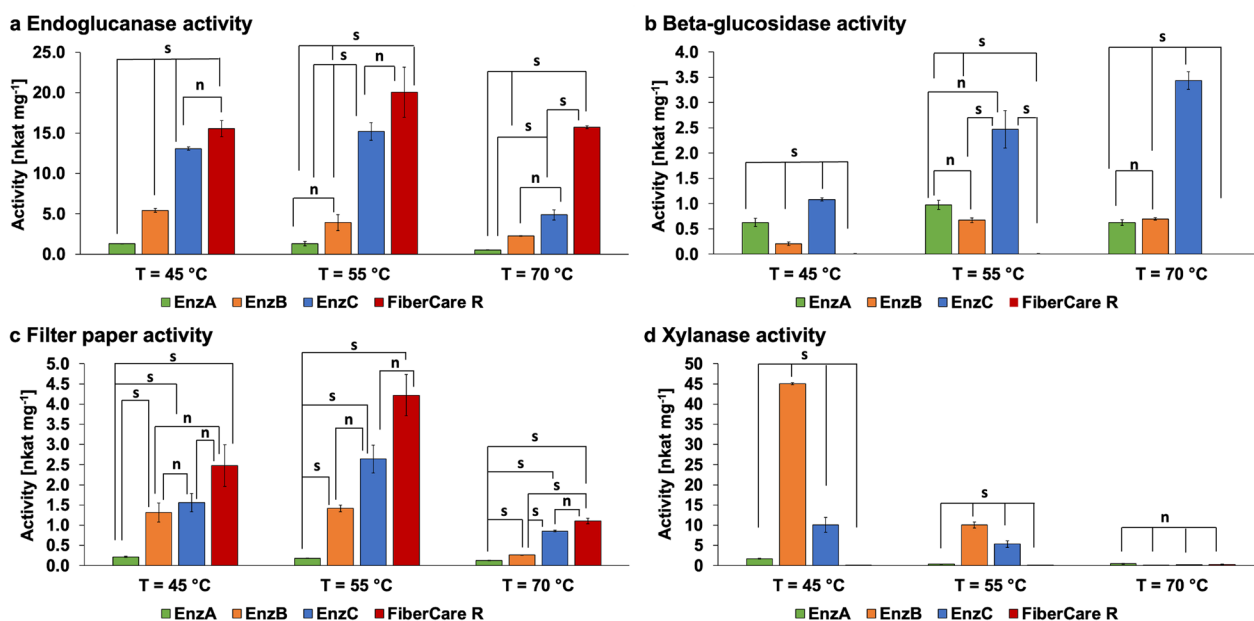 a Endoglucanase activity
Activity [nkat mg-1]
25.0
20.0
15.0
10.0
5.0
0.0
s
n
s
s
n
n
s
s
s
n
T = 45 °C
T = 55 °C
T = 70 °C
EnzA EnzB EnzC FiberCare R
b Beta-glucosidase activity
Activity [nkat mg-1]
4.0
3.5
3.0
2.5
2.0
1.5
1.0
0.5
0.0
s
s
n
s
s
n
s
n
T = 45 °C
T = 55 °C
T = 70 °C
EnzA EnzB EnzC FiberCare R
c Filter paper activity
Activity [nkat mg-1]
5.0
4.5
4.0
3.5
3.0
2.5
2.0
1.5
1.0
0.5
0.0
s
s
s
n
n
n
s
n
s
n
s
s
s
s
s
n
s
T = 45 °C
T = 55 °C
T = 70 °C
EnzA EnzB EnzC FiberCare R
d Xylanase activity
Activity [nkat mg-1]
50
45
40
35
30
25
20
15
10
5
0
s
s
n
T = 45 °C
T = 55 °C
T = 70 °C
EnzA EnzB EnzC FiberCare R